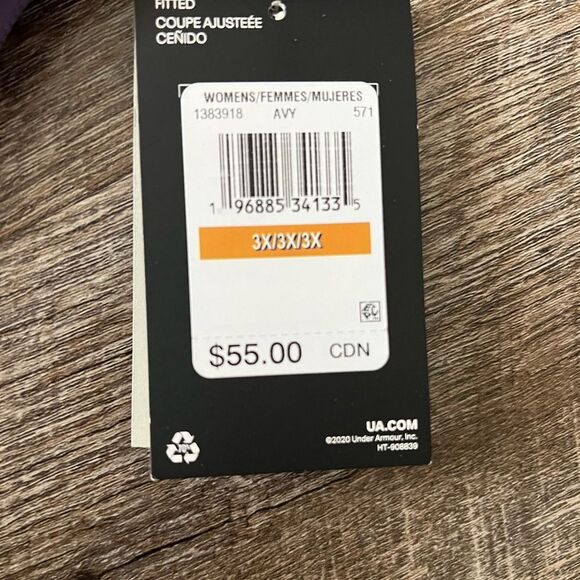 FITTED
COUPE AJUSTEÉE
CEÑIDO
WOMENS/FEMMES/MUJERES
1383918 AVY 571
1 96885 34133 5
3X/3X/3X
$55.00 CDN
UA.COM
©2020 Under Armour, Inc.
HT-908839